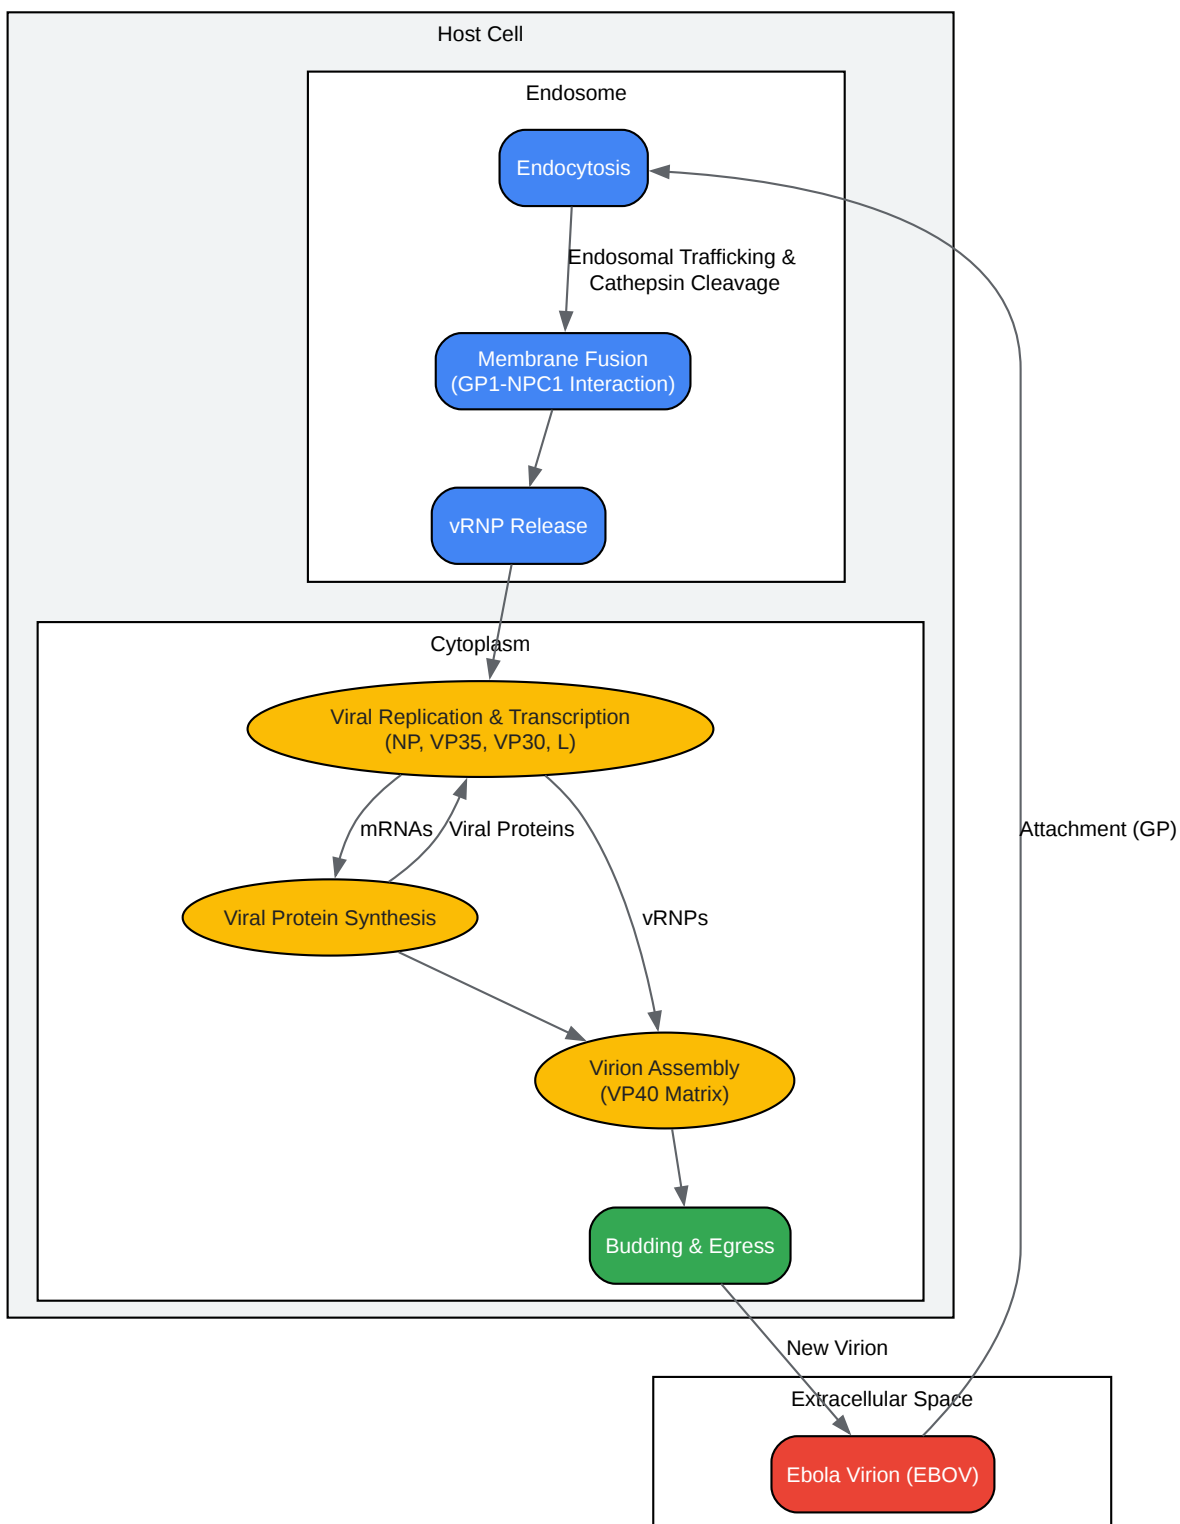 Host Cell
Endosome
Endocytosis
Endosomal Trafficking &
Cathepsin Cleavage
Membrane Fusion
(GP1-NPC1 Interaction)
vRNP Release
Cytoplasm
Viral Replication & Transcription
(NP, VP35, VP30, L)
mRNAs
Viral Proteins
Attachment (GP)
Viral Protein Synthesis
vRNPs
Virion Assembly
(VP40 Matrix)
Budding & Egress
New Virion
Extracellular Space
Ebola Virion (EBOV)